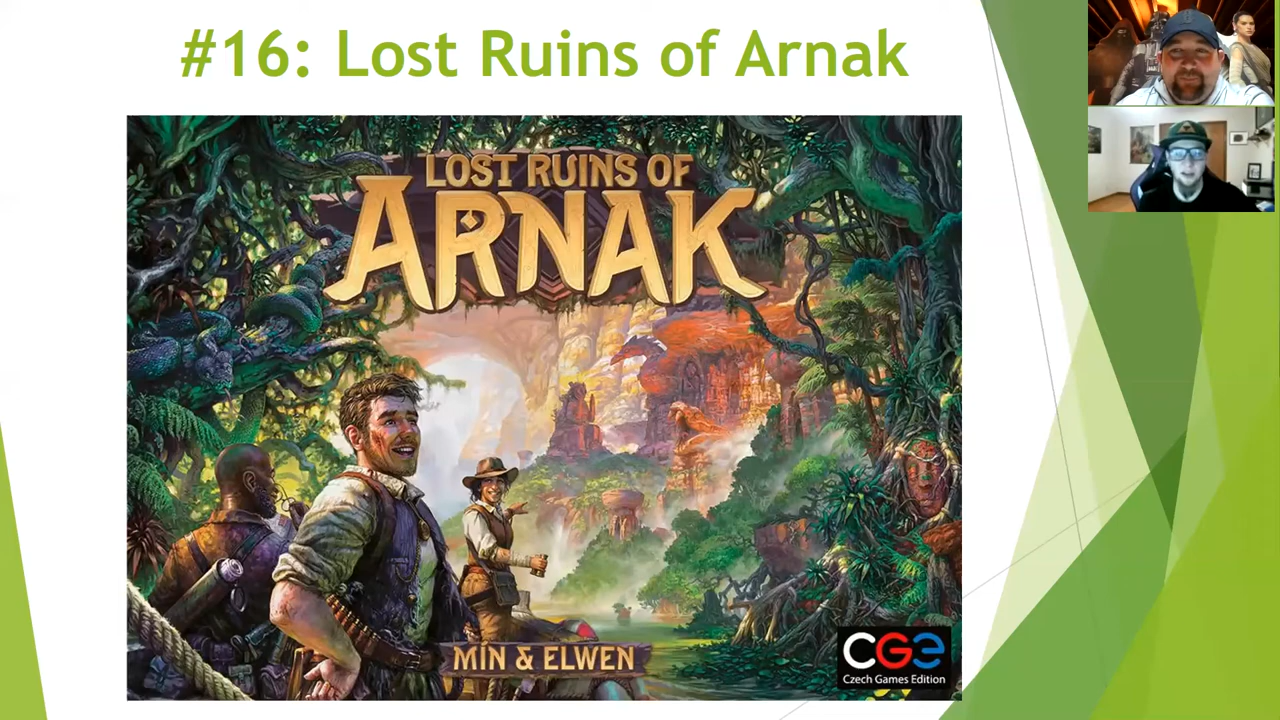 #16: Lost Ruins of Arnak
LOST RUINS OF
ARNAK
MÍN & ELWEN
CGE
Czech Games Edition